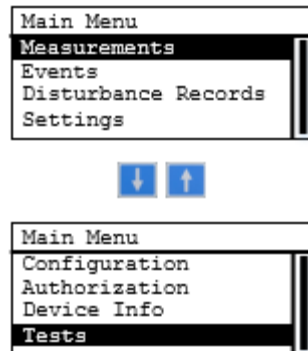 Main Menu
Measurements
Events
Disturbance Records
Settings
Main Menu
Configuration
Authorization
Device Info
Tests